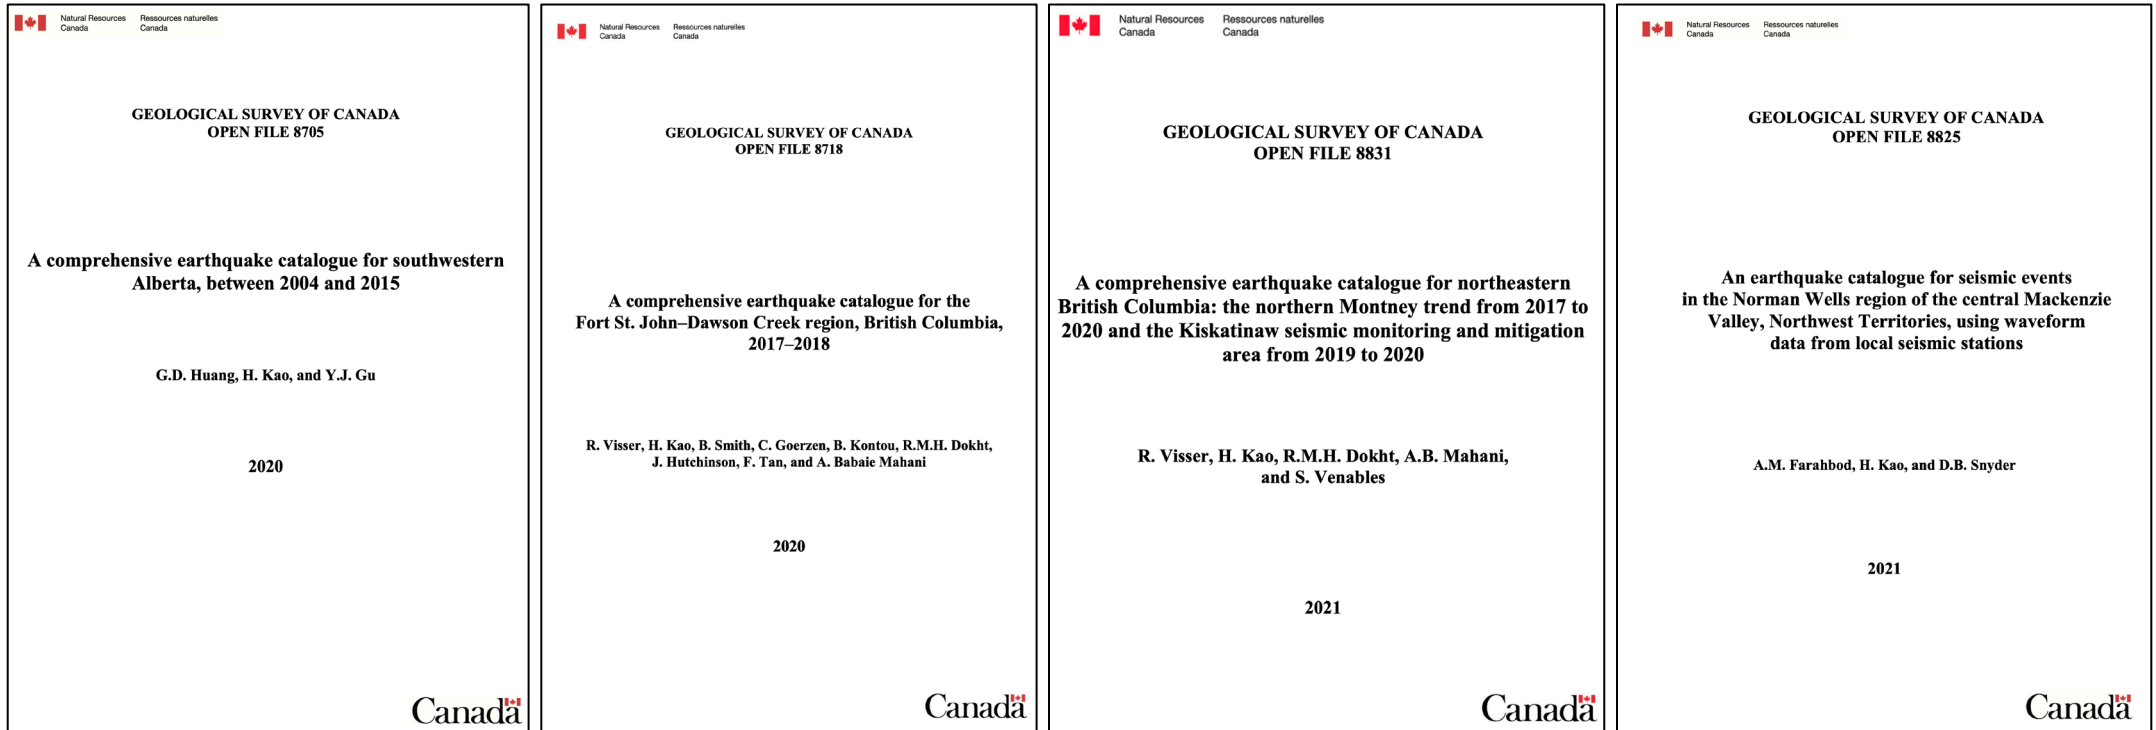 Natural Resources
Canada
Ressources naturelles
Canada
GEOLOGICAL SURVEY OF CANADA
OPEN FILE 8705
A comprehensive earthquake catalogue for southwestern
Alberta, between 2004 and 2015
G.D. Huang, H. Kao, and Y.J. Gu
2020
Canada
Natural Resources
Canada
Ressources naturelles
Canada
GEOLOGICAL SURVEY OF CANADA
OPEN FILE 8718
A comprehensive earthquake catalogue for the
Fort St. John–Dawson Creek region, British Columbia,
2017–2018
R. Visser, H. Kao, B. Smith, C. Goerzen, B. Kontou, R.M.H. Dokht,
J. Hutchinson, F. Tan, and A. Babaie Mahani
2020
Canada
Natural Resources
Canada
Ressources naturelles
Canada
GEOLOGICAL SURVEY OF CANADA
OPEN FILE 8831
A comprehensive earthquake catalogue for northeastern
British Columbia: the northern Montney trend from 2017 to
2020 and the Kiskatinaw seismic monitoring and mitigation
area from 2019 to 2020
R. Visser, H. Kao, R.M.H. Dokht, A.B. Mahani,
and S. Venables
2021
Canada
Natural Resources
Canada
Ressources naturelles
Canada
GEOLOGICAL SURVEY OF CANADA
OPEN FILE 8825
An earthquake catalogue for seismic events
in the Norman Wells region of the central Mackenzie
Valley, Northwest Territories, using waveform
data from local seismic stations
A.M. Farahbod, H. Kao, and D.B. Snyder
2021
Canada